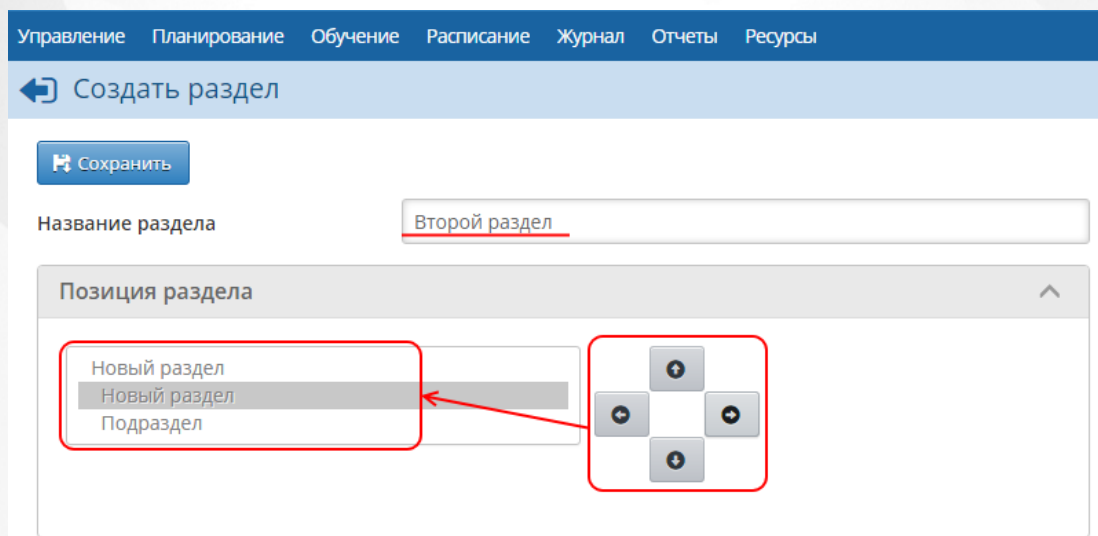 Управление Планирование Обучение Расписание Журнал Отчеты Ресурсы
Создать раздел
Сохранить
Название раздела Второй раздел
Позиция раздела
Новый раздел
Новый раздел
Подраздел